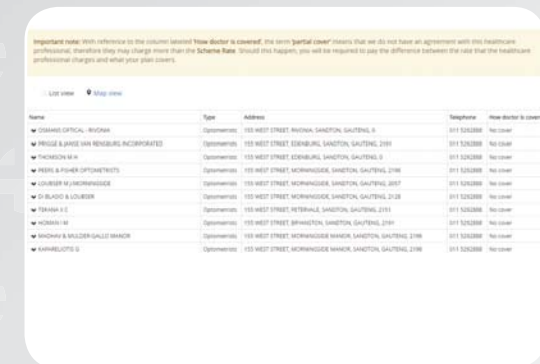 Important note: With reference to the column labeled 'How doctor is covered', the term 'partial cover' means that we do not have an agreement with this healthcare
professional, therefore they may charge more than the Scheme Rate. Should this happen, you will be required to pay the difference between the rate that the healthcare
professional charges and what your plan covers.
List view Map view
Name Type Address Telephone How doctor is cover
OSMANS OPTICAL - RIVONIA Optometrists 155 WEST STREET, RIVONIA, SANDTON, GAUTENG, 0 011 5292888 No cover
PRIGGE & JANSE VAN RENSBURG INCORPORATED Optometrists 155 WEST STREET, EDENBURG, SANDTON, GAUTENG, 2191 011 5292888 No cover
THOMSON M H Optometrists 155 WEST STREET, EDENBURG, SANDTON, GAUTENG, 0 011 5292888 No cover
PEERS & FISHER OPTOMETRISTS Optometrists 155 WEST STREET, MORNINGSIDE, SANDTON, GAUTENG, 2196 011 5292888 No cover
LOUBSER M J MORNINGSIDE Optometrists 155 WEST STREET, MORNINGSIDE, SANDTON, GAUTENG, 2057 011 5292888 No cover
DI BLASIO & LOUBSER Optometrists 155 WEST STREET, MORNINGSIDE, SANDTON, GAUTENG, 2128 011 5292888 No cover
Optometrists 155 WEST STREET, PETERVALE, SANDTON, GAUTENG, 2151 011 5292888 No cover
Optometrists 155 WEST STREET, BRYANSTON, SANDTON, GAUTENG, 2191 011 5292888 No cover
MADHAV & MULDER GALLO MANOR Optometrists 155 WEST STREET, MORNINGSIDE MANOR, SANDTON, GAUTENG, 2196 011 5292888 No cover
KAPARELIOTIS G Optometrists 155 WEST STREET, MORNINGSIDE MANOR, SANDTON, GAUTENG, 2196 011 5292888 No cover